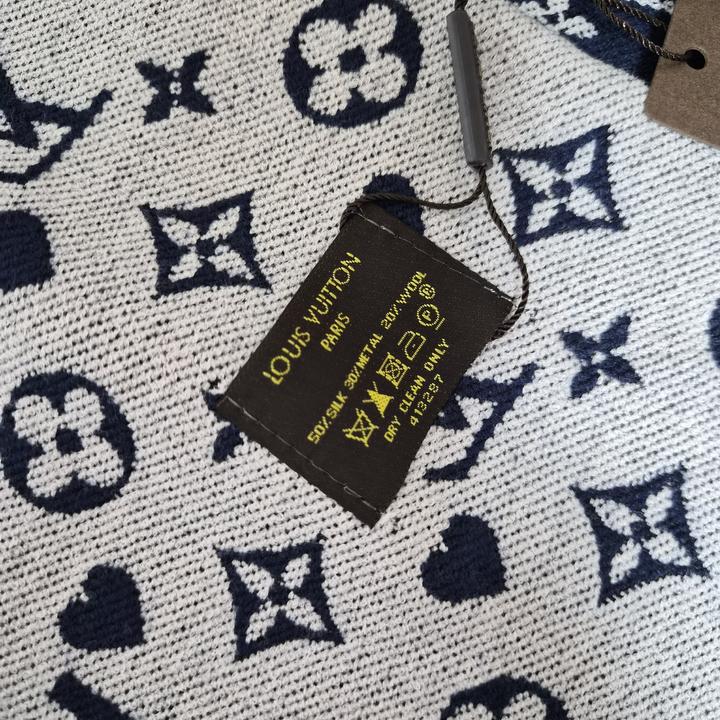 LOUIS VUITTON
PARIS
50% SILK 30% METAL 20% WOOL
P ®
DRY CLEAN ONLY
413287